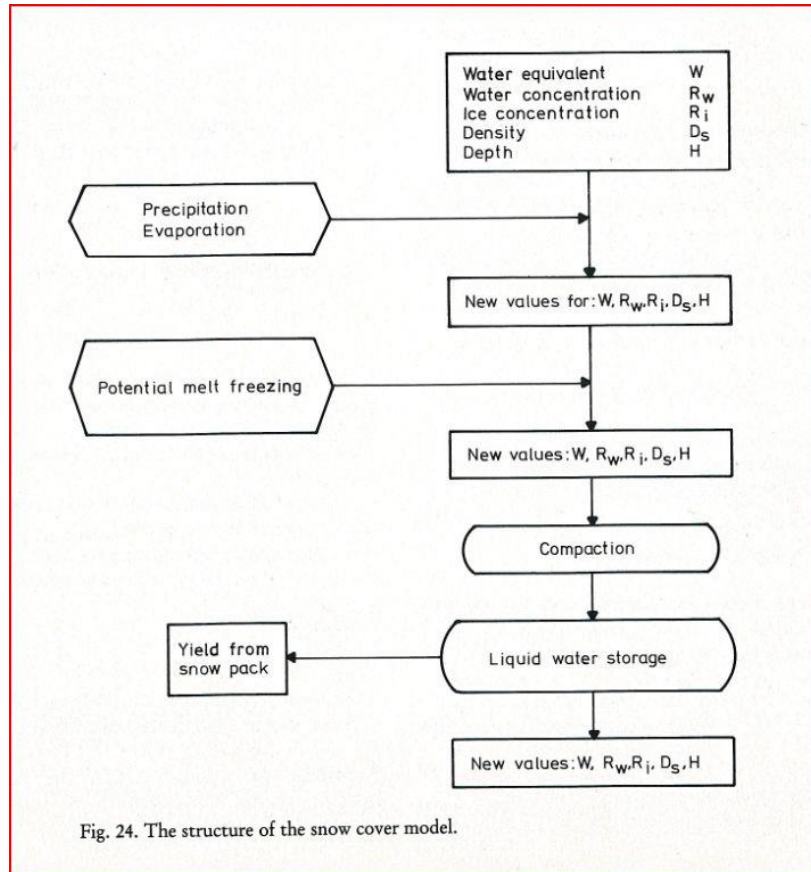 Water equivalent W
Water concentration Rw
Ice concentration Ri
Density Ds
Depth H
Precipitation
Evaporation
New values for: W, Rw, Ri, Ds, H
Potential melt freezing
New values: W, Rw, Ri, Ds, H
Compaction
Yield from
snow pack
Liquid water storage
New values: W, Rw, Ri, Ds, H
Fig. 24. The structure of the snow cover model.